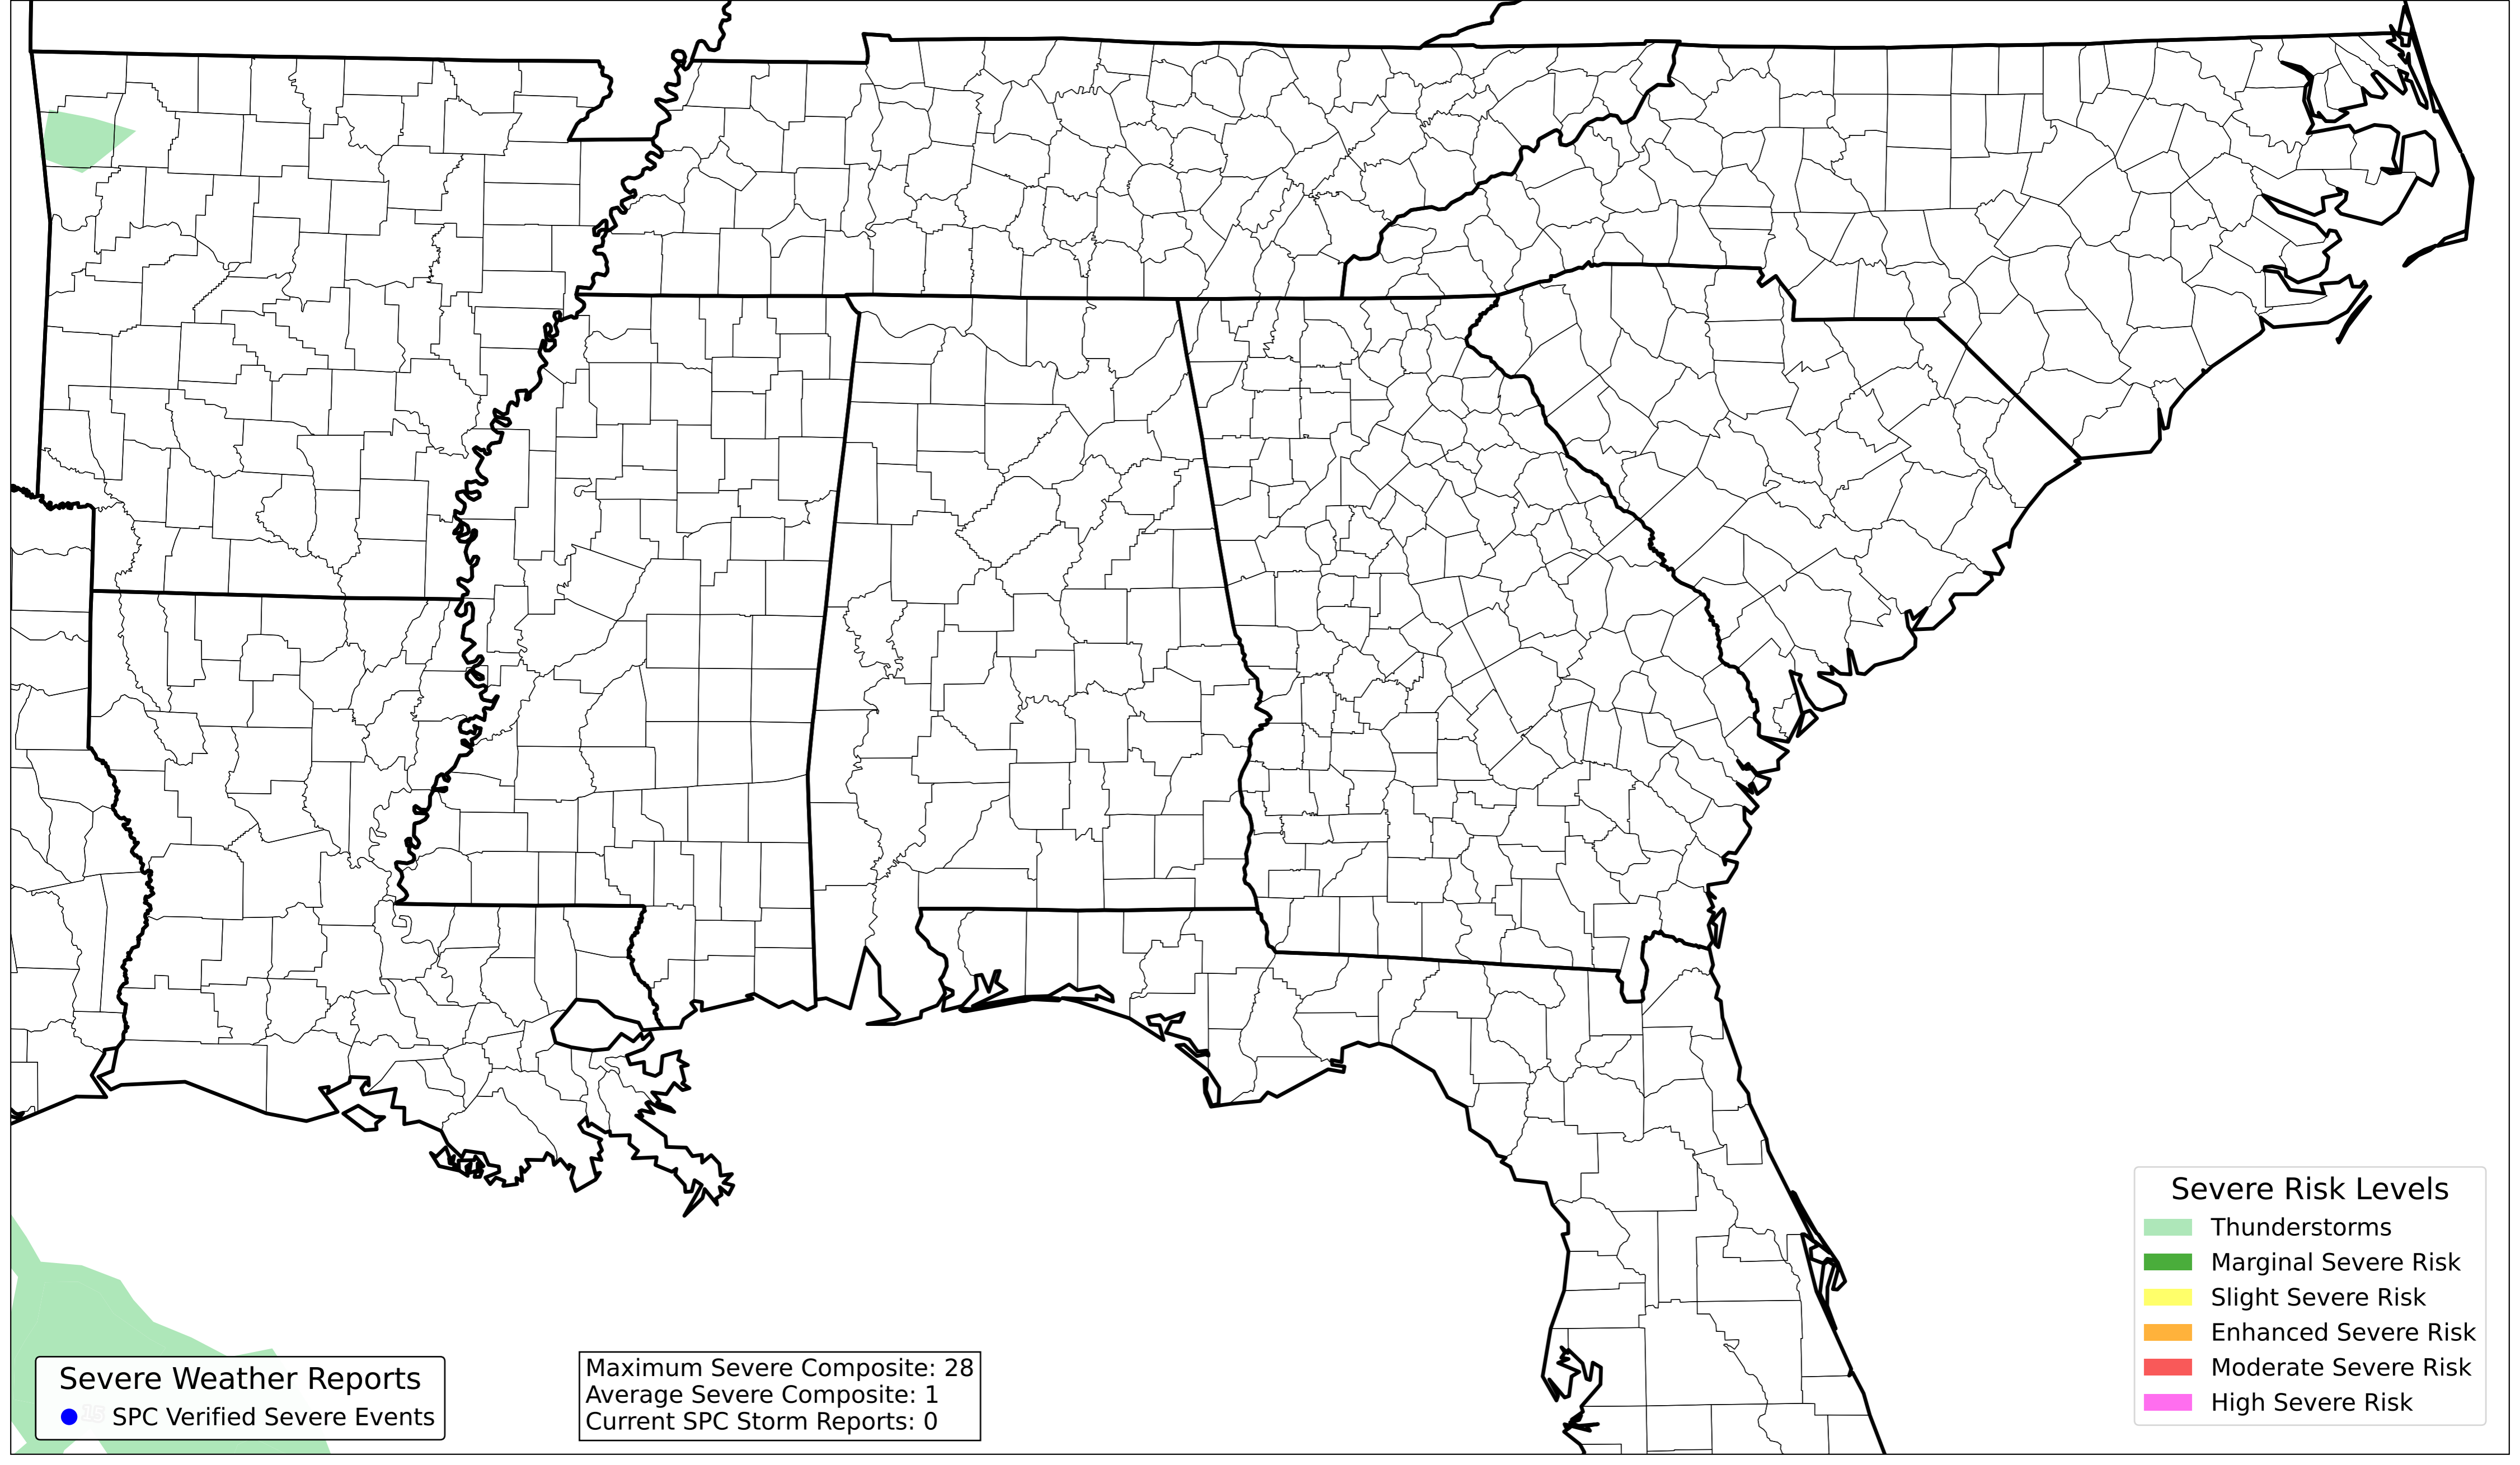 Severe Weather Reports
SPC Verified Severe Events
Maximum Severe Composite: 28
Average Severe Composite: 1
Current SPC Storm Reports: 0
Severe Risk Levels
Thunderstorms
Marginal Severe Risk
Slight Severe Risk
Enhanced Severe Risk
Moderate Severe Risk
High Severe Risk